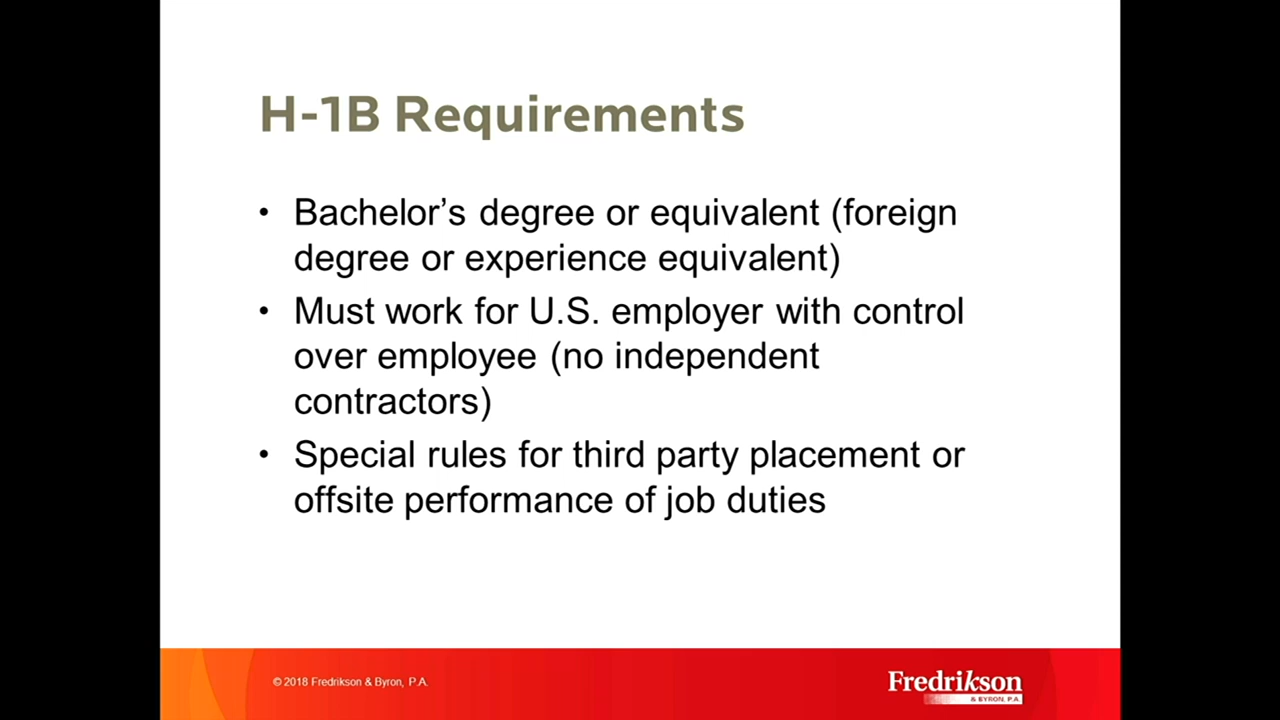 H-1B Requirements
• Bachelor’s degree or equivalent (foreign
degree or experience equivalent)
• Must work for U.S. employer with control
over employee (no independent
contractors)
• Special rules for third party placement or
offsite performance of job duties
© 2018 Fredrikson & Byron, P.A.
Fredrikson
& BYRON, P.A.